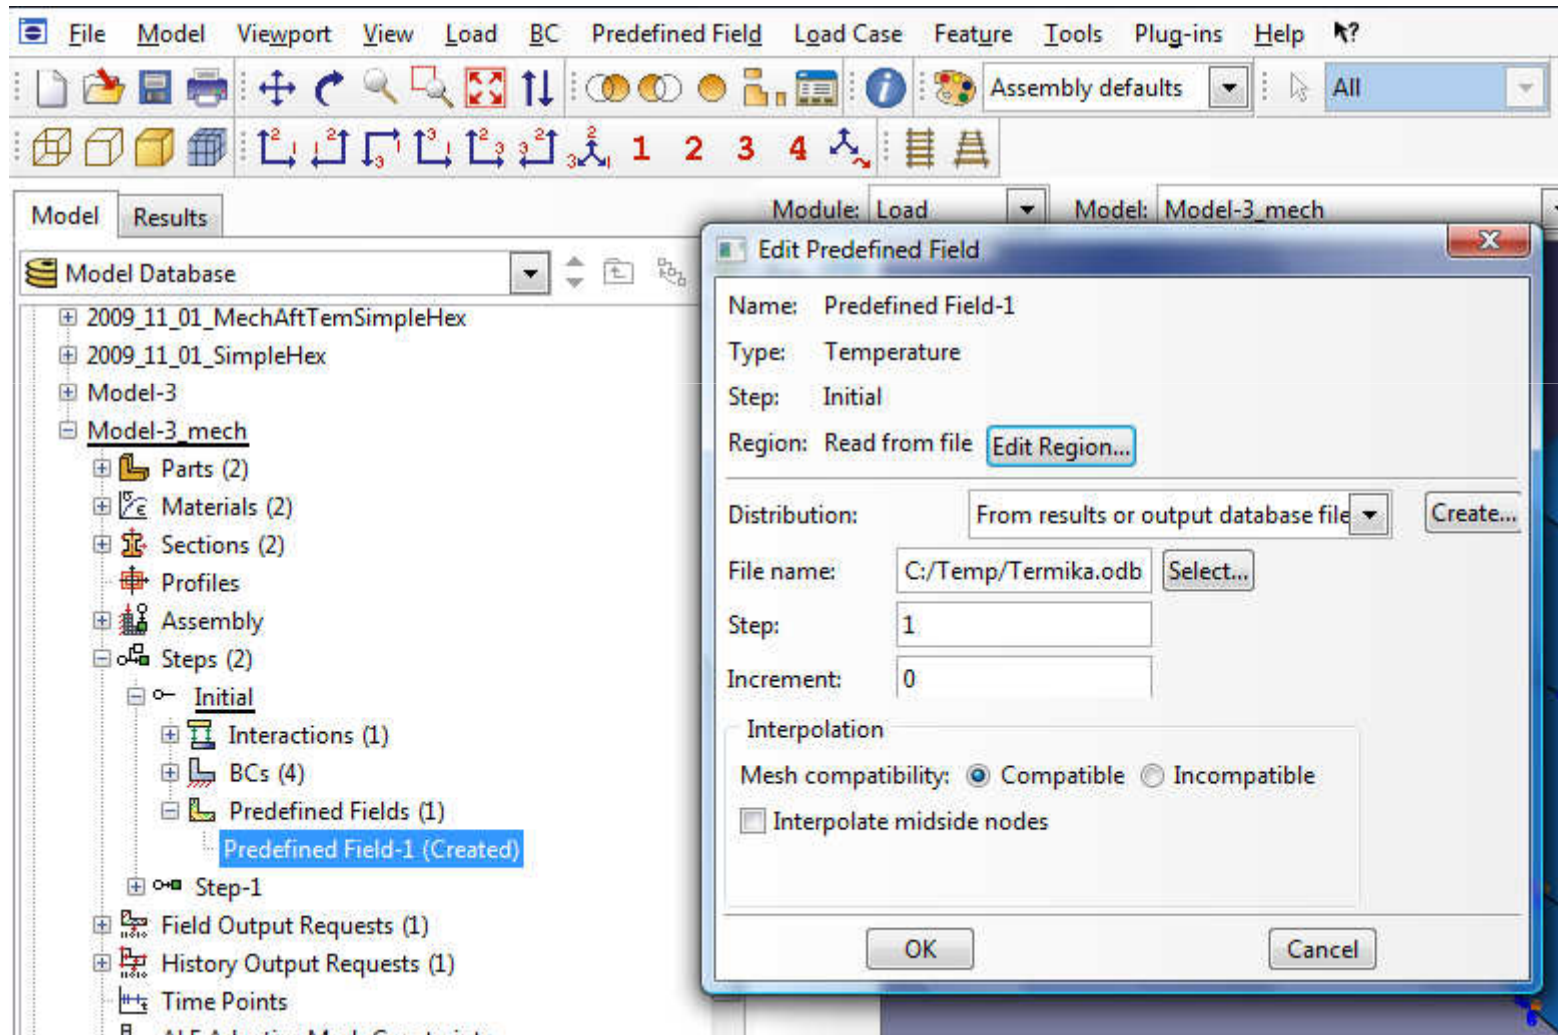 File Model Viewport View Load BC Predefined Field Load Case Feature Tools Plug-ins Help
Assembly defaults All
1 2 3 4
Model Results
Module: Load Model: Model-3_mech
Model Database
2009_11_01_MechAftTemSimpleHex
2009_11_01_SimpleHex
Model-3
Model-3_mech
Parts (2)
Materials (2)
Sections (2)
Profiles
Assembly
Steps (2)
Initial
Interactions (1)
BCs (4)
Predefined Fields (1)
Predefined Field-1 (Created)
Step-1
Field Output Requests (1)
History Output Requests (1)
Time Points
Edit Predefined Field
Name: Predefined Field-1
Type: Temperature
Step: Initial
Region: Read from file Edit Region...
Distribution: From results or output database file Create...
File name: C:/Temp/Termika.odb Select...
Step: 1
Increment: 0
Interpolation
Mesh compatibility: Compatible Incompatible
Interpolate midside nodes
OK Cancel